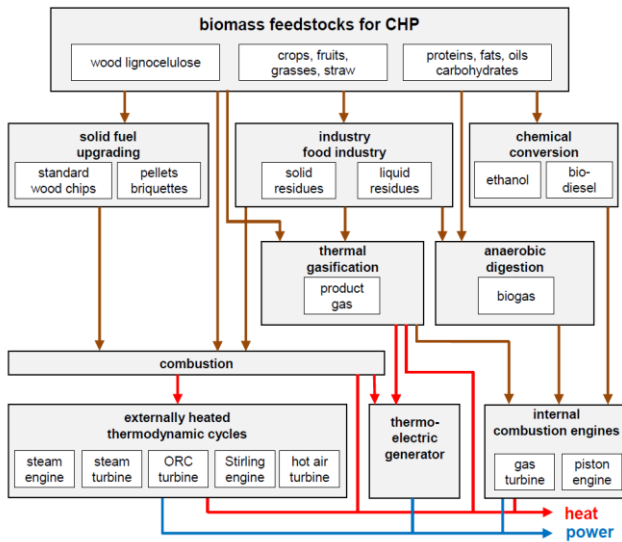 biomass feedstocks for CHP
wood lignocelulose
crops, fruits,
grasses, straw
proteins, fats, oils
carbohydrates
solid fuel
upgrading
standard
wood chips
pellets
briquettes
industry
food industry
solid
residues
liquid
residues
chemical
conversion
ethanol
bio-
diesel
thermal
gasification
product
gas
anaerobic
digestion
biogas
combustion
externally heated
thermodynamic cycles
steam
engine
steam
turbine
ORC
turbine
Stirling
engine
hot air
turbine
thermo-
electric
generator
internal
combustion engines
gas
turbine
piston
engine
heat
power